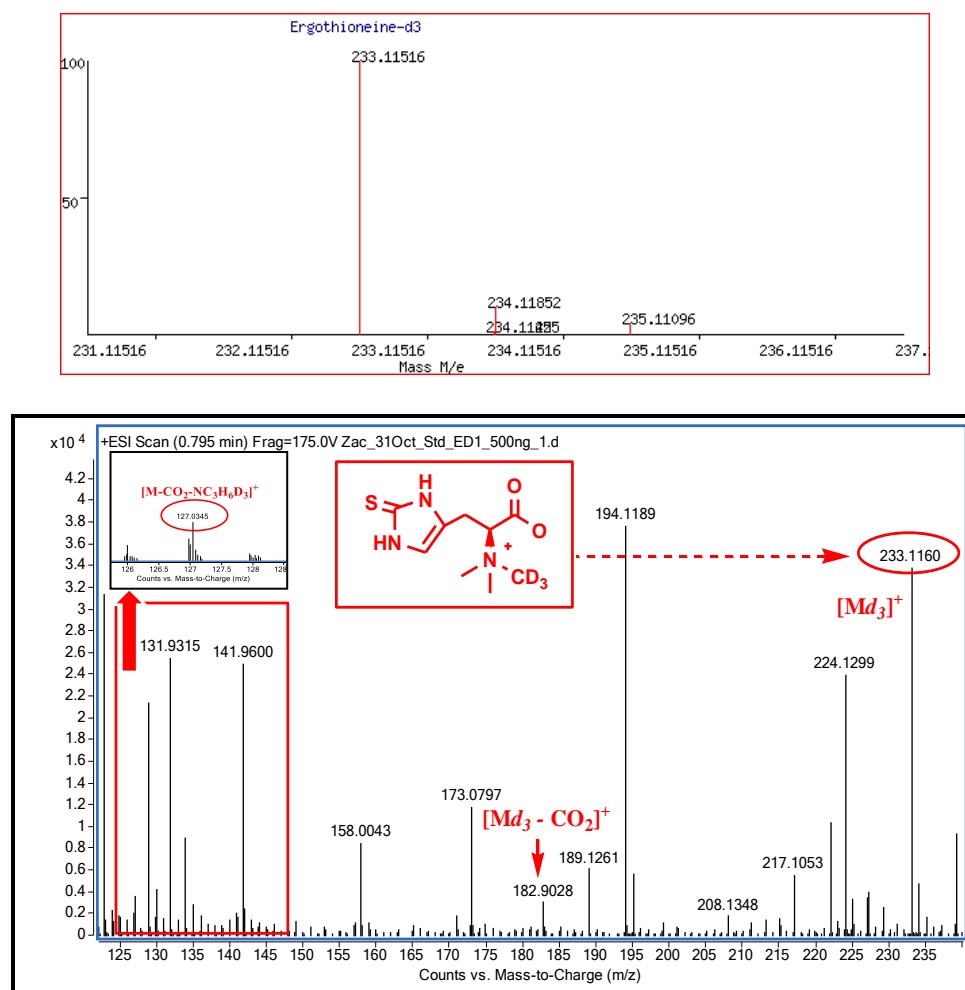 Ergothioneine-d3
233.11516
100
50
234.11852
235.11096
231.11516 232.11516 233.11516 234.11516 235.11516 236.11516 237.
Mass M/e
x10 4
+ESI Scan (0.795 min) Frag=175.0V Zac_31Oct_Std_ED1_500ng_1.d
4.2
4
3.8
3.6
3.4
3.2
3
2.8
2.6
2.4
2.2
2
1.8
1.6
1.4
1.2
1
0.8
0.6
0.4
0.2
0
[M-CO2-NC3H6D3]+
127.0345
126 126.5 127 127.5 128 128
Counts vs. Mass-to-Charge (m/z)
H
N
S
HN
O
O
N
+
CD3
194.1189
233.1160
[Md3]+
131.9315
141.9600
224.1299
173.0797
[Md3 - CO2]+
158.0043
189.1261
182.9028
217.1053
208.1348
125 130 135 140 145 150 155 160 165 170 175 180 185 190 195 200 205 210 215 220 225 230 235
Counts vs. Mass-to-Charge (m/z)